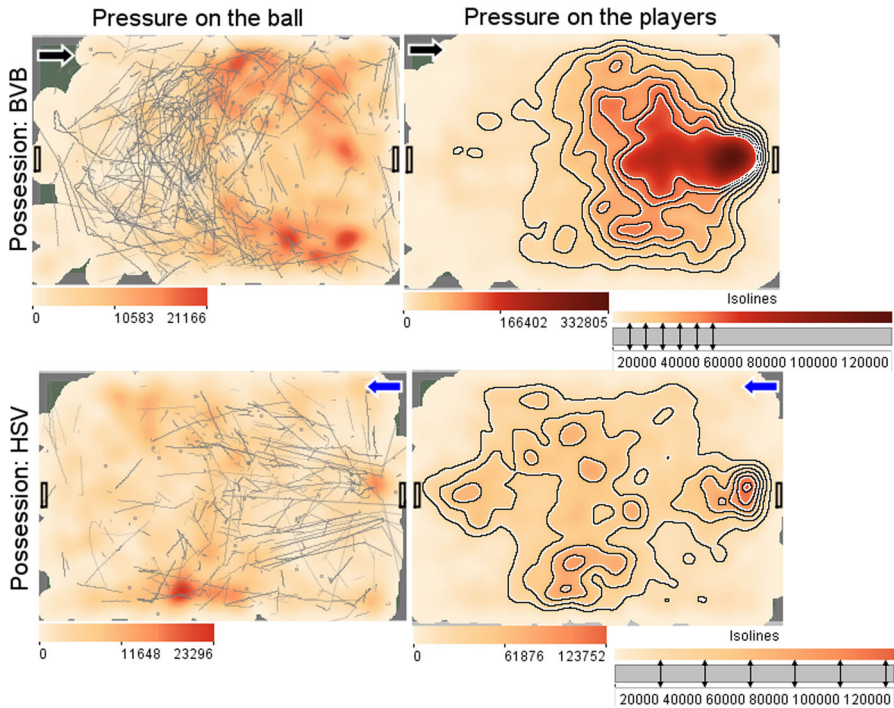 Pressure on the ball
Pressure on the players
Possession: BVB
0 10583 21166
0 166402 332805
Isolines
20000 40000 60000 80000 100000 120000
Possession: HSV
0 11648 23296
0 61876 123752
Isolines
20000 40000 60000 80000 100000 120000